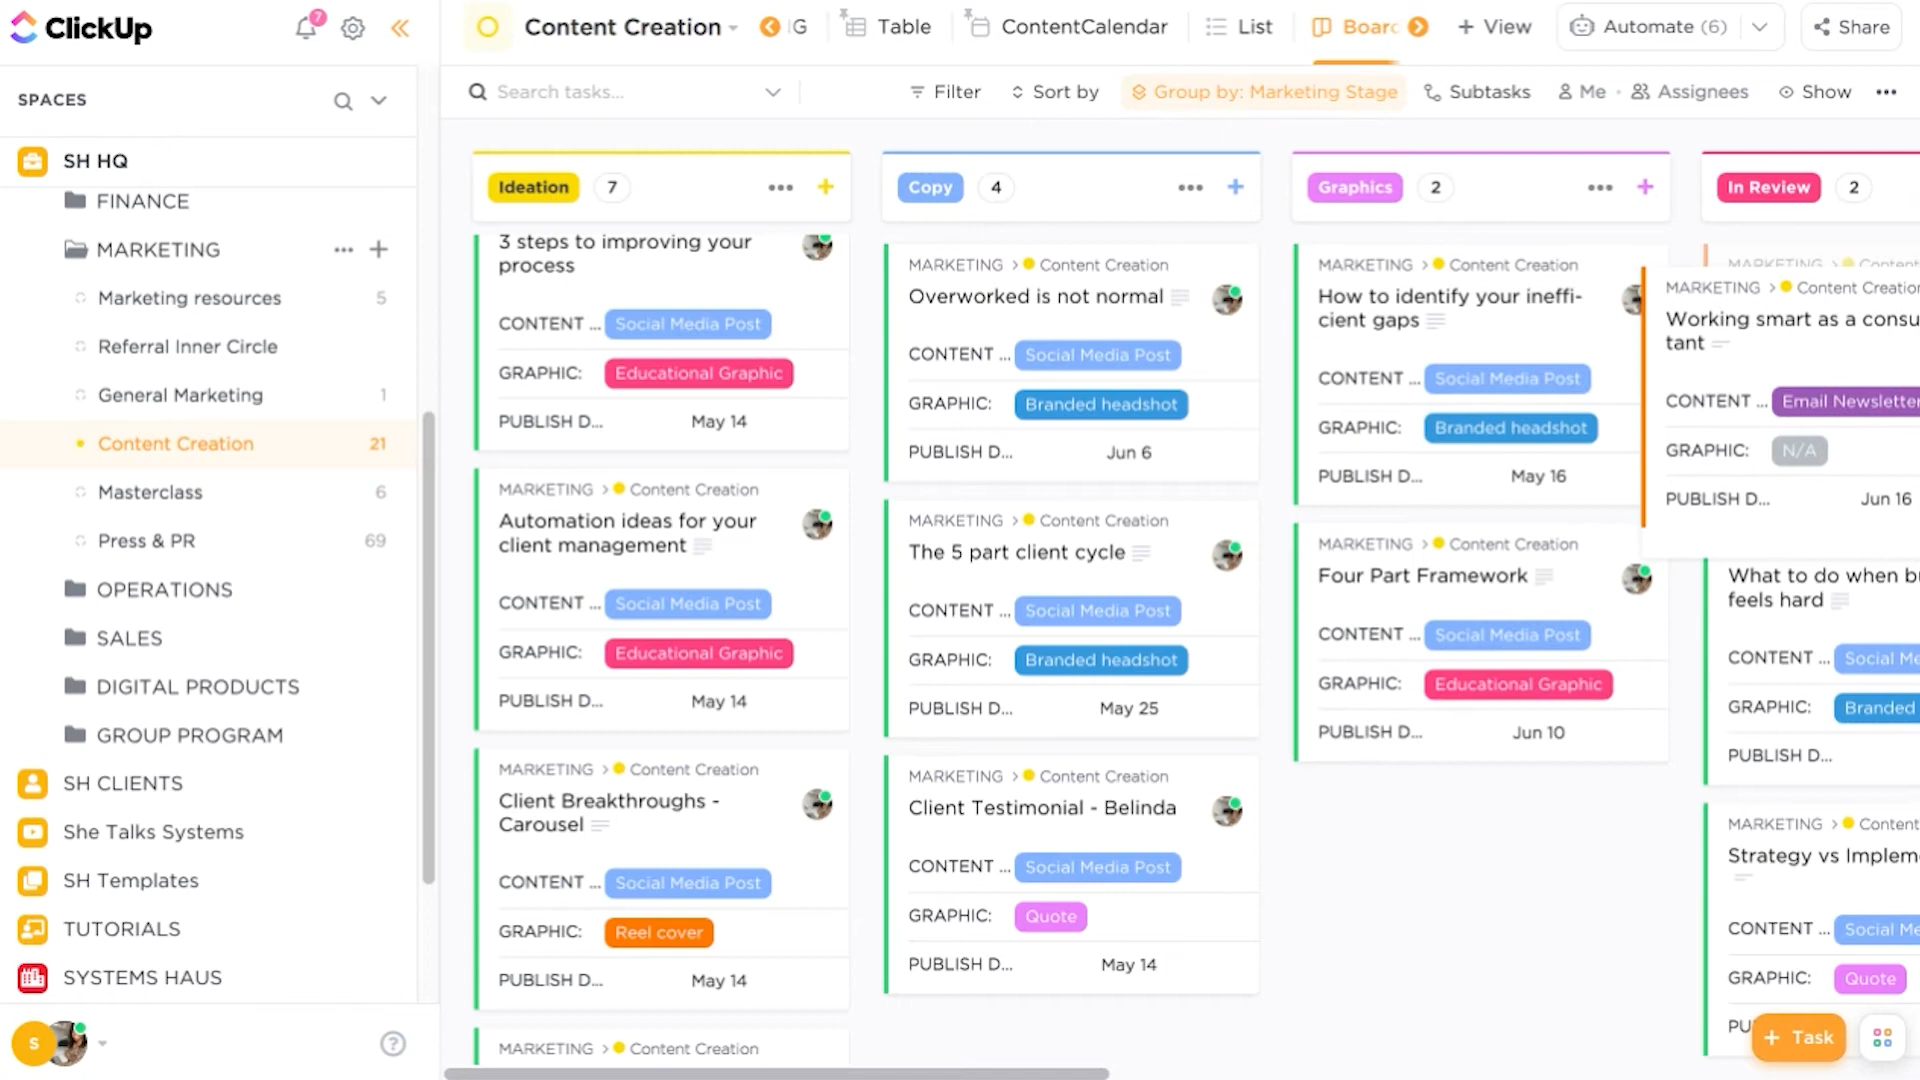 ClickUp
7
Content Creation
G
Table
ContentCalendar
List
Boar
+ View
Automate (6)
Share
SPACES
Search tasks...
Filter
Sort by
Group by: Marketing Stage
Subtasks
Me
Assignees
Show
SH HQ
FINANCE
MARKETING
Marketing resources 5
Referral Inner Circle
General Marketing 1
Content Creation 21
Masterclass 6
Press & PR 69
OPERATIONS
SALES
DIGITAL PRODUCTS
GROUP PROGRAM
SH CLIENTS
She Talks Systems
SH Templates
TUTORIALS
SYSTEMS HAUS
S
Ideation 7
3 steps to improving your
process
CONTENT ... Social Media Post
GRAPHIC: Educational Graphic
PUBLISH D... May 14
MARKETING > Content Creation
Automation ideas for your
client management
CONTENT ... Social Media Post
GRAPHIC: Educational Graphic
PUBLISH D... May 14
MARKETING > Content Creation
Client Breakthroughs -
Carousel
CONTENT ... Social Media Post
GRAPHIC: Reel cover
PUBLISH D... May 14
MARKETING > Content Creation
Copy 4
MARKETING > Content Creation
Overworked is not normal
CONTENT ... Social Media Post
GRAPHIC: Branded headshot
PUBLISH D... Jun 6
MARKETING > Content Creation
The 5 part client cycle
CONTENT ... Social Media Post
GRAPHIC: Branded headshot
PUBLISH D... May 25
MARKETING > Content Creation
Client Testimonial - Belinda
CONTENT ... Social Media Post
GRAPHIC: Quote
PUBLISH D... May 14
Graphics 2
MARKETING > Content Creation
How to identify your ineffi-
cient gaps
CONTENT ... Social Media Post
GRAPHIC: Branded headshot
PUBLISH D... May 16
MARKETING > Content Creation
Four Part Framework
CONTENT ... Social Media Post
GRAPHIC: Educational Graphic
PUBLISH D... Jun 10
In Review 2
MARKETING > Content
MARKETING > Content Creation
Working smart as a consu
tant
CONTENT ... Email Newsletter
GRAPHIC: N/A
PUBLISH D... Jun 16
What to do when bu
feels hard
CONTENT ... Social Me
GRAPHIC: Branded
PUBLISH D...
MARKETING > Content
Strategy vs Implem
CONTENT ... Social Me
GRAPHIC: Quote
PU
+ Task